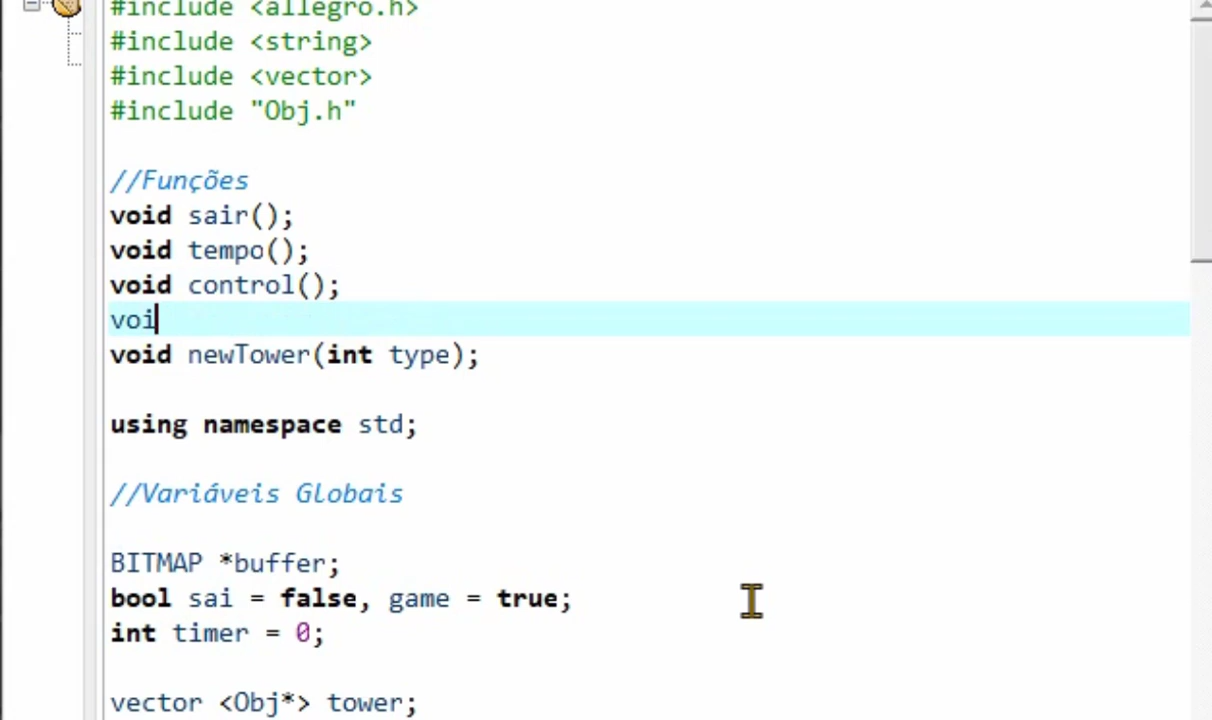 #include <allegro.h>
#include <string>
#include <vector>
#include "Obj.h"
//Funções
void sair();
void tempo();
void control();
voi
void newTower(int type);
using namespace std;
//Variáveis Globais
BITMAP *buffer;
bool sai = false, game = true;
int timer = 0;
vector <Obj*> tower;